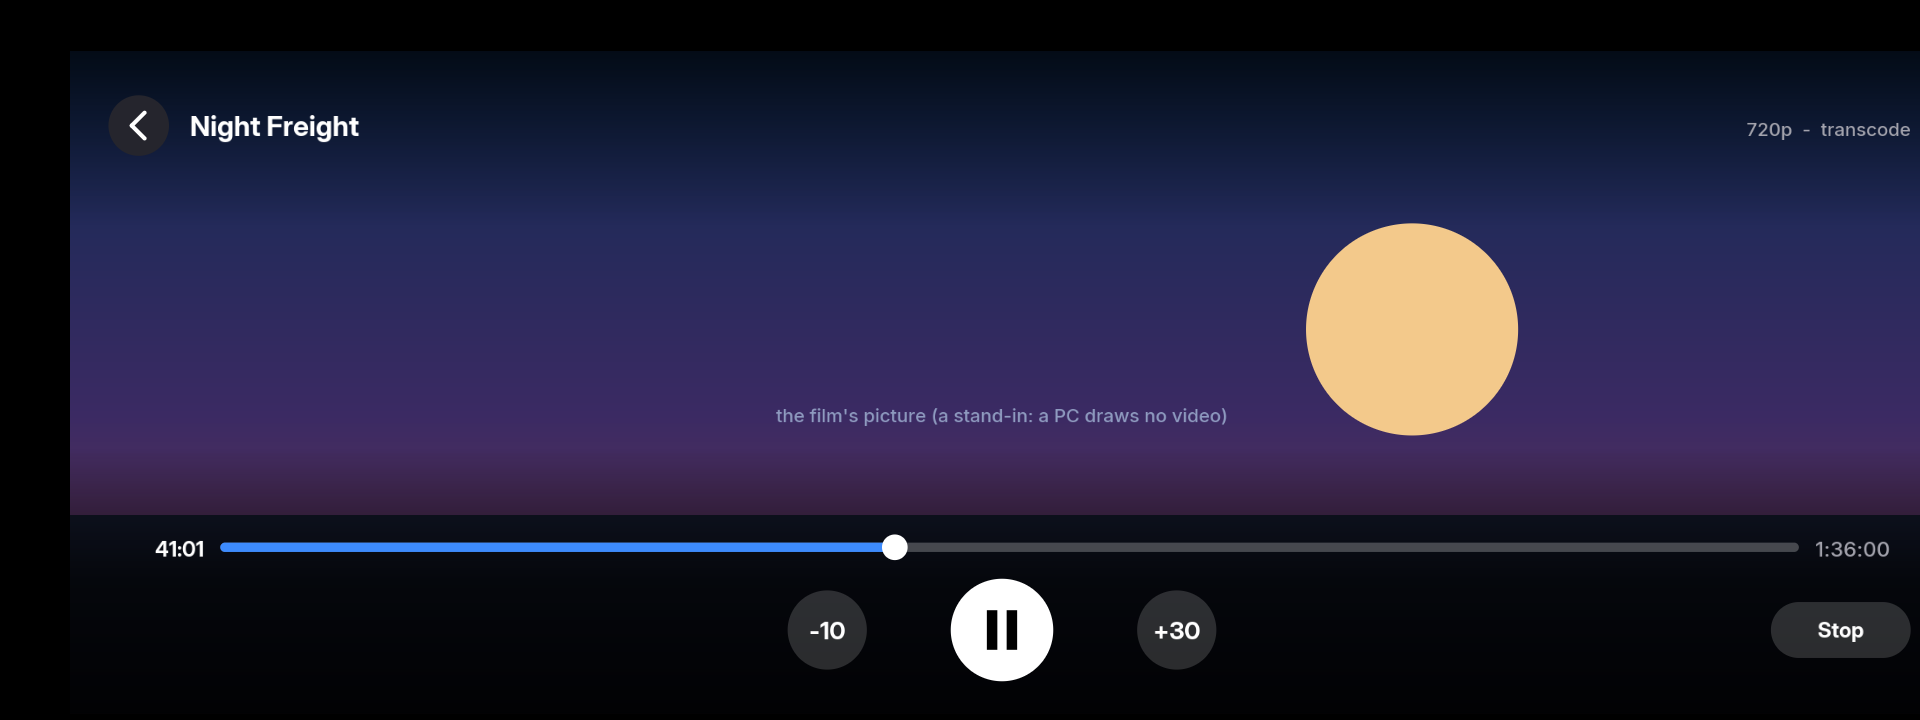 Night Freight
720p - transcode
the film's picture (a stand-in: a PC draws no video)
41:01
1:36:00
-10
+30
Stop